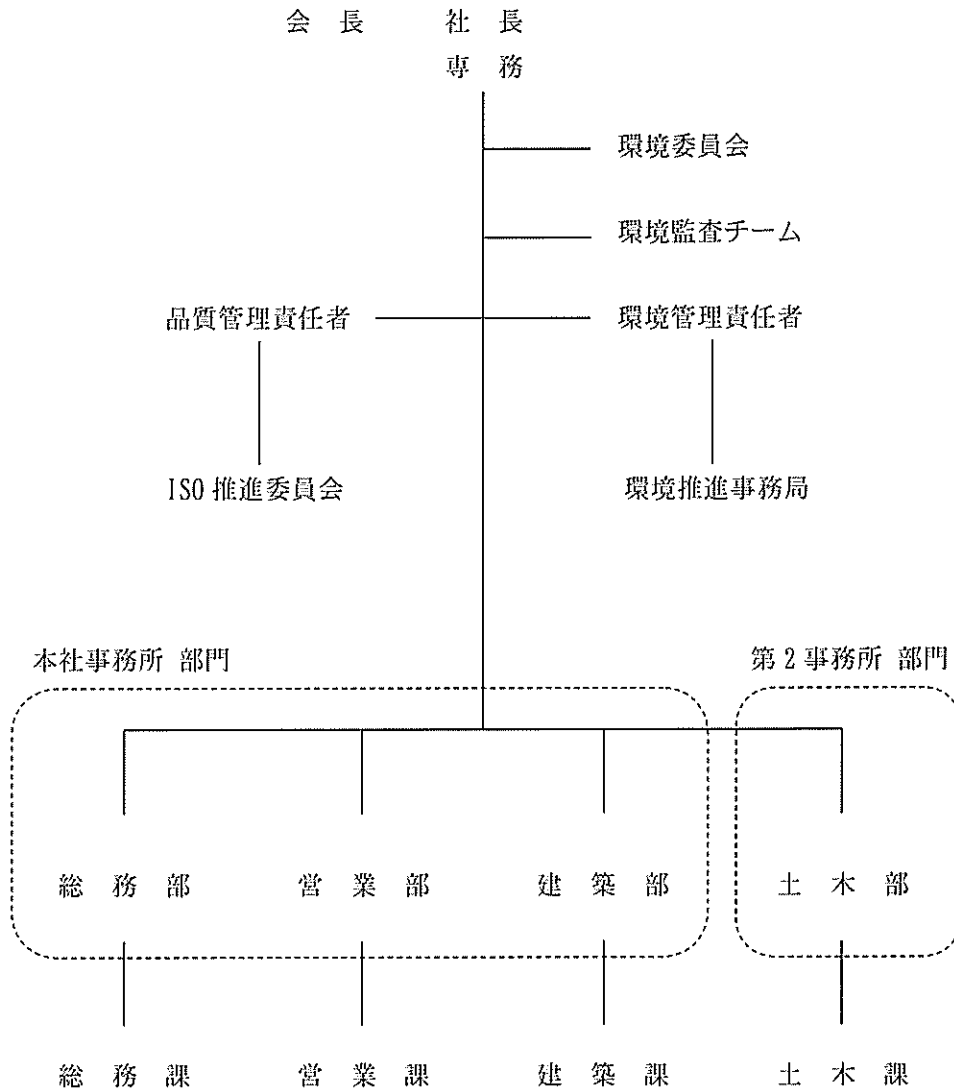 会 長 社 長
専 務
環境委員会
環境監査チーム
品質管理責任者 環境管理責任者
ISO 推進委員会 環境推進事務局
本社事務所 部門 第2事務所 部門
総 務 部 営 業 部 建 築 部 土 木 部
総 務 課 営 業 課 建 築 課 土 木 課